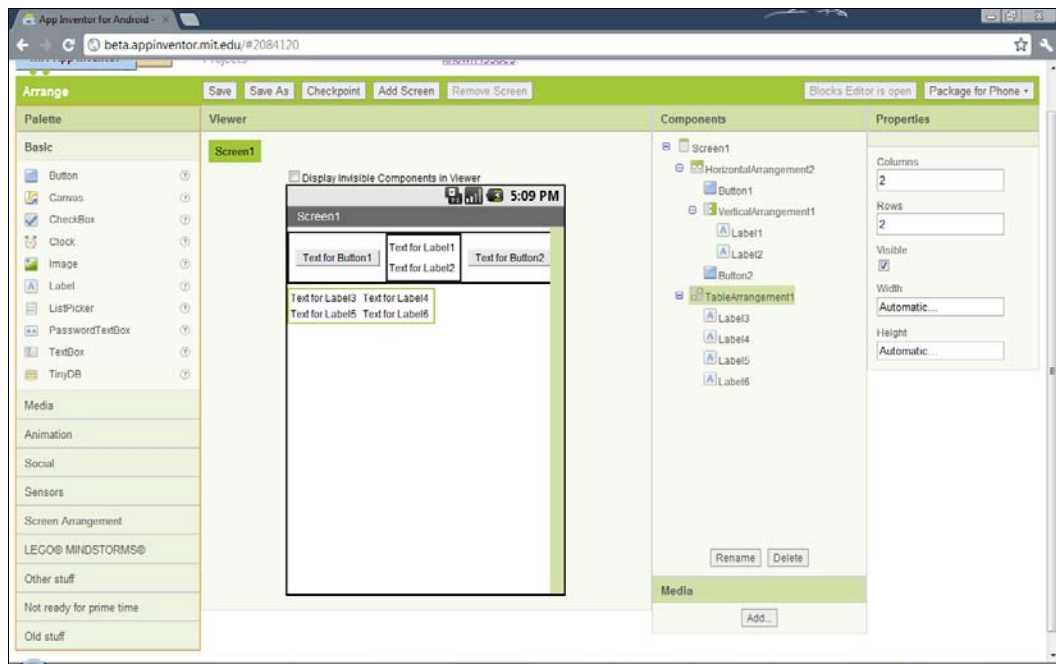 App Inventor for Android -
beta.appinventor.mit.edu/#2084120
Arrange
Save
Save As
Checkpoint
Add Screen
Remove Screen
Blocks Editor is open
Package for Phone
Palette
Viewer
Components
Properties
Basic
Button
Canvas
CheckBox
Clock
Image
Label
ListPicker
PasswordTextBox
TextBox
TinyDB
Media
Animation
Social
Sensors
Screen Arrangement
LEGO® MINDSTORMS®
Other stuff
Not ready for prime time
Old stuff
Screen1
Display Invisible Components in Viewer
5:09 PM
Screen1
Text for Button1
Text for Label1
Text for Label2
Text for Button2
Text for Label3 Text for Label4
Text for Label5 Text for Label6
Screen1
HorizontalArrangement2
Button1
VerticalArrangement1
Label1
Label2
Button2
TableArrangement1
Label3
Label4
Label5
Label6
Rename
Delete
Media
Add...
Columns
2
Rows
2
Visible
Width
Automatic...
Height
Automatic...